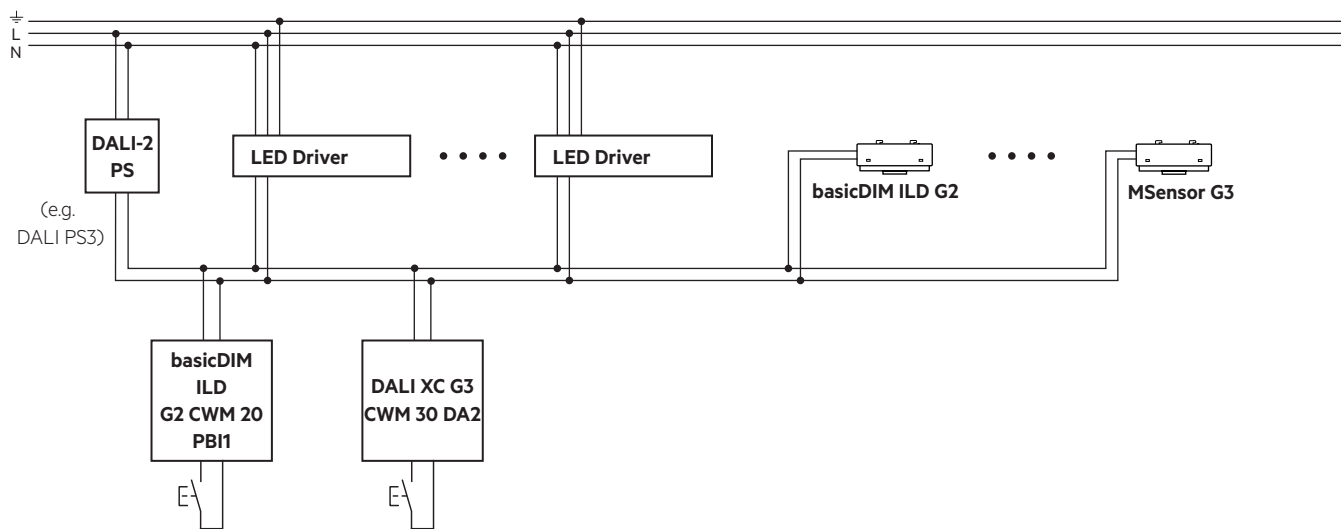 L
N
DALI-2
PS
LED Driver
LED Driver
basicDIM ILD G2
MSensor G3
(e.g.
DALI PS3)
basicDIM
ILD
G2 CWM 20
PBI1
DALI XC G3
CWM 30 DA2